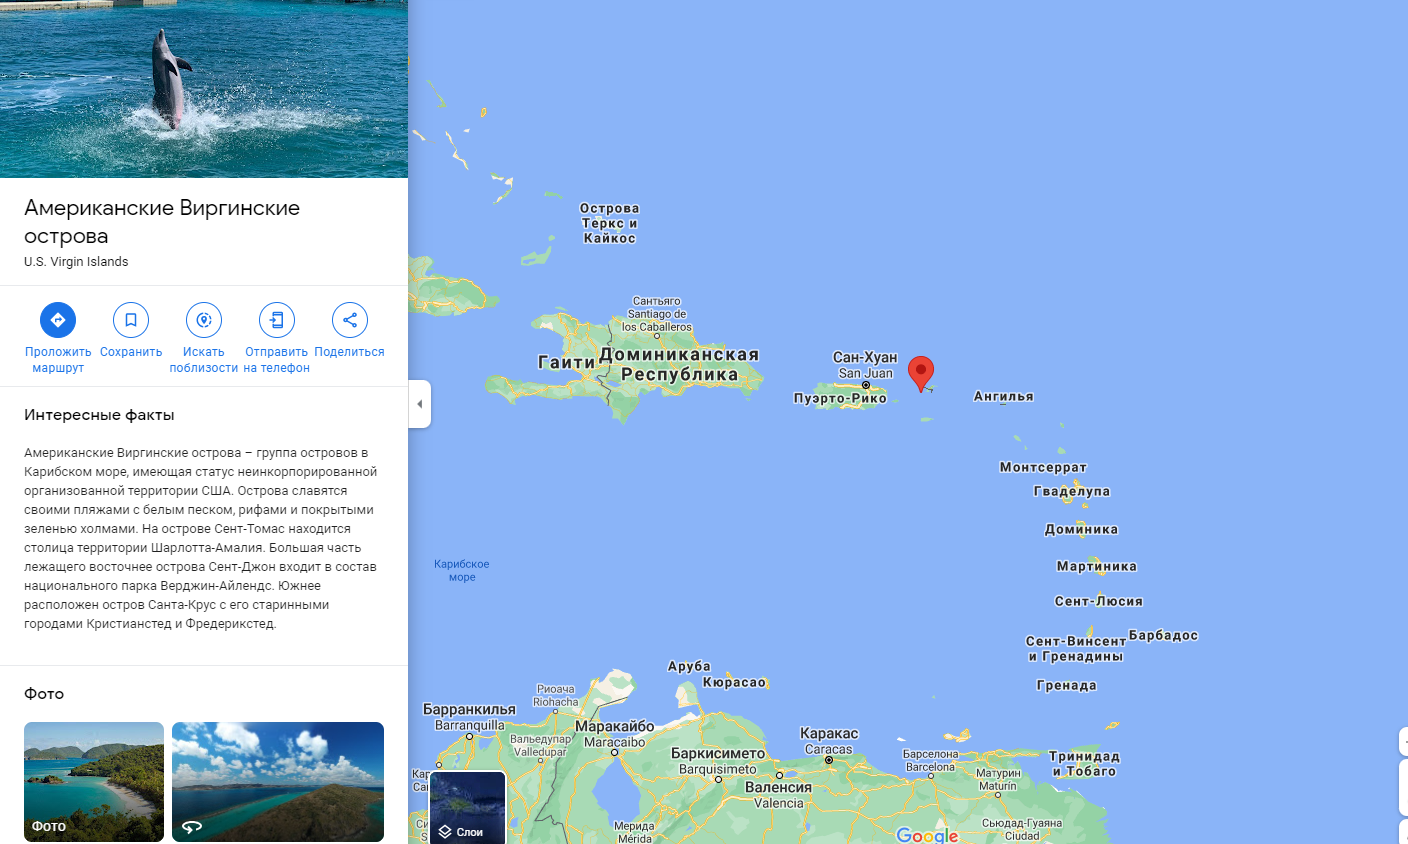 Американские Виргинские
острова
U.S. Virgin Islands
Проложить
маршрут
Сохранить
Искать
поблизости
Отправить
на телефон
Поделиться
Интересные факты
Американские Виргинские острова – группа островов в
Карибском море, имеющая статус неинкорпорированной
организованной территории США. Острова славятся
своими пляжами с белым песком, рифами и покрытыми
зеленью холмами. На острове Сент-Томас находится
столица территории Шарлотта-Амалия. Большая часть
лежащего восточнее острова Сент-Джон входит в состав
национального парка Верджин-Айлендс. Южнее
расположен остров Санта-Крус с его старинными
городами Кристианстед и Фредерикстед.
Фото
Фото
Острова
Теркс и
Кайкос
Сантьяго
Santiago de
los Caballeros
Гаити
Доминиканская
Республика
Сан-Хуан
San Juan
Пуэрто-Рико
Ангилья
Монтсеррат
Гваделупа
Доминика
Мартиника
Сент-Люсия
Сент-Винсент
и Гренадины
Барбадос
Гренада
Карибское
море
Аруба
Кюрасао
Риоача
Riohacha
Барранкилья
Barranquilla
Маракайбо
Maracaibo
Вальедупар
Valledupar
Баркисимето
Barquisimeto
Каракас
Caracas
Валенсия
Valencia
Барселона
Barcelona
Матурин
Maturín
Тринидад
и Тобаго
Мерида
Mérida
Сьюдад-Гуаяна
Ciudad
Слои
Google